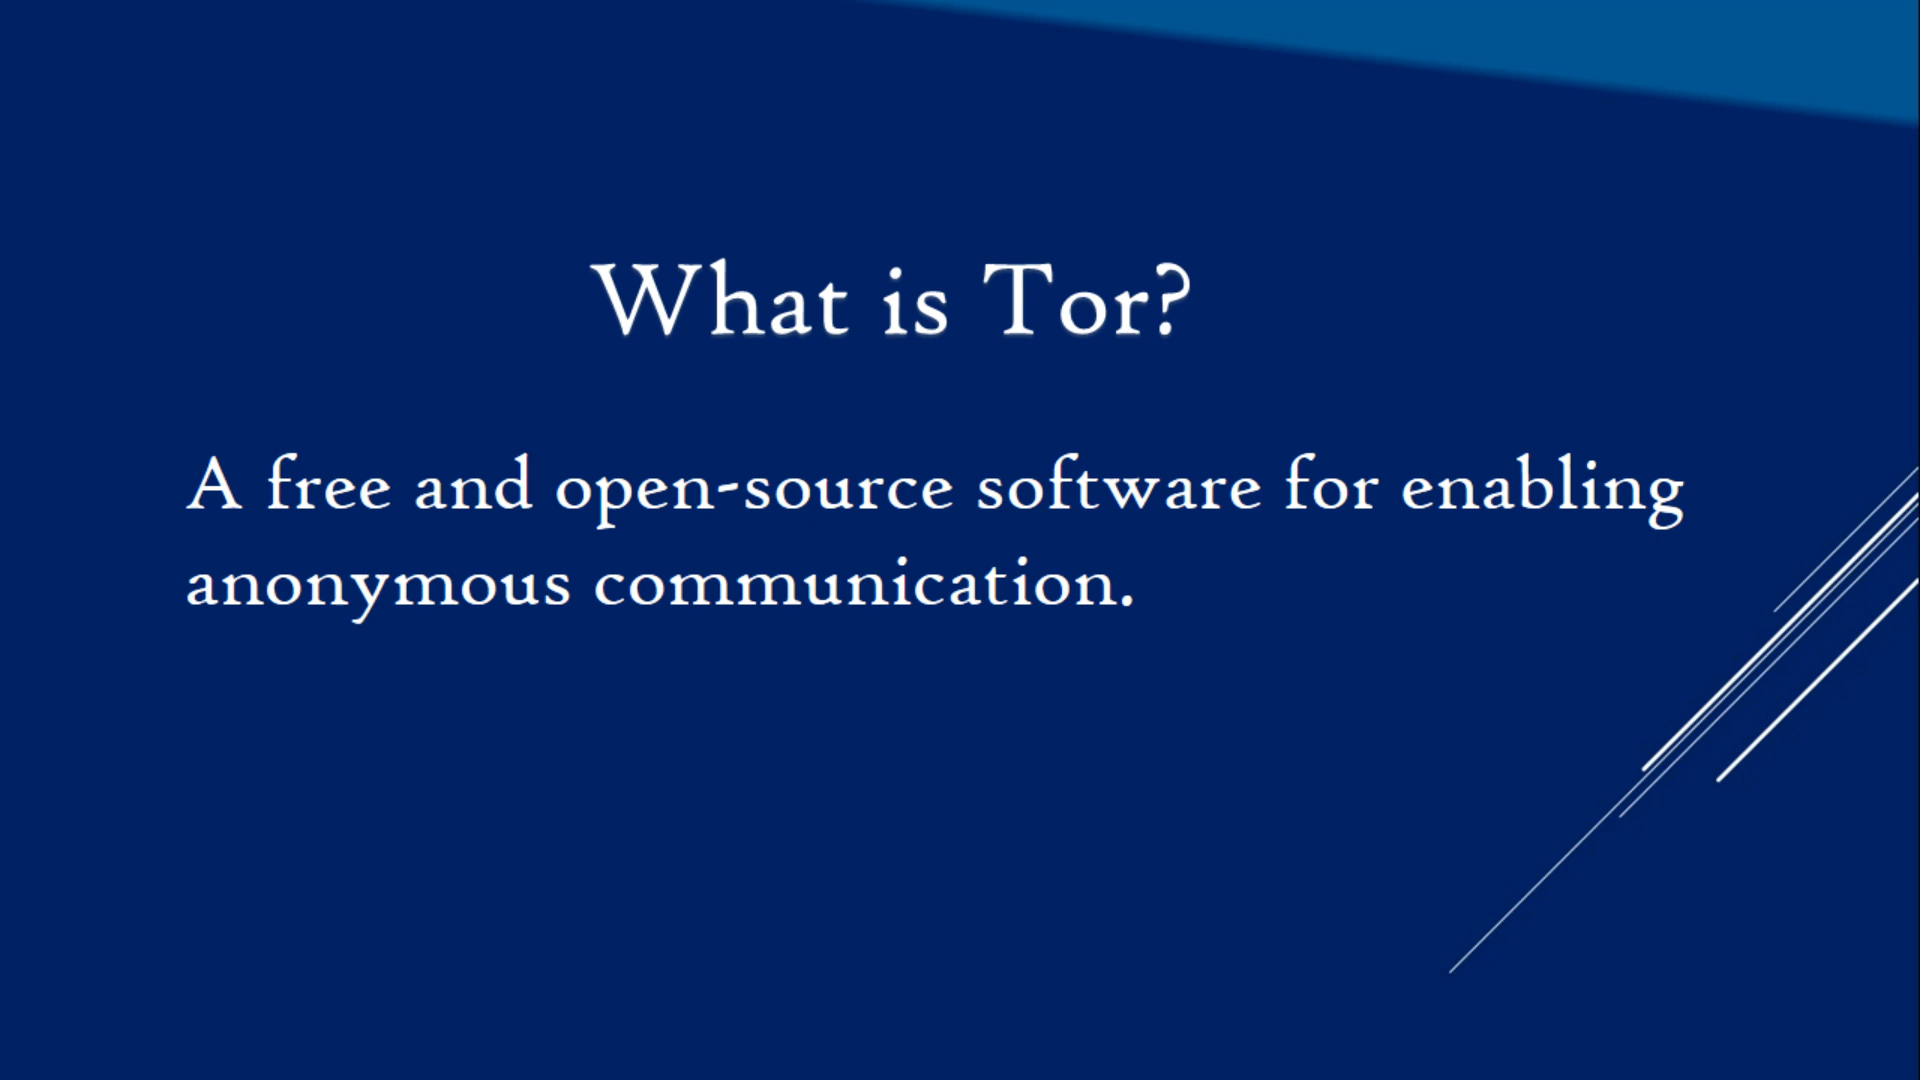 What is Tor?
A free and open-source software for enabling
anonymous communication.